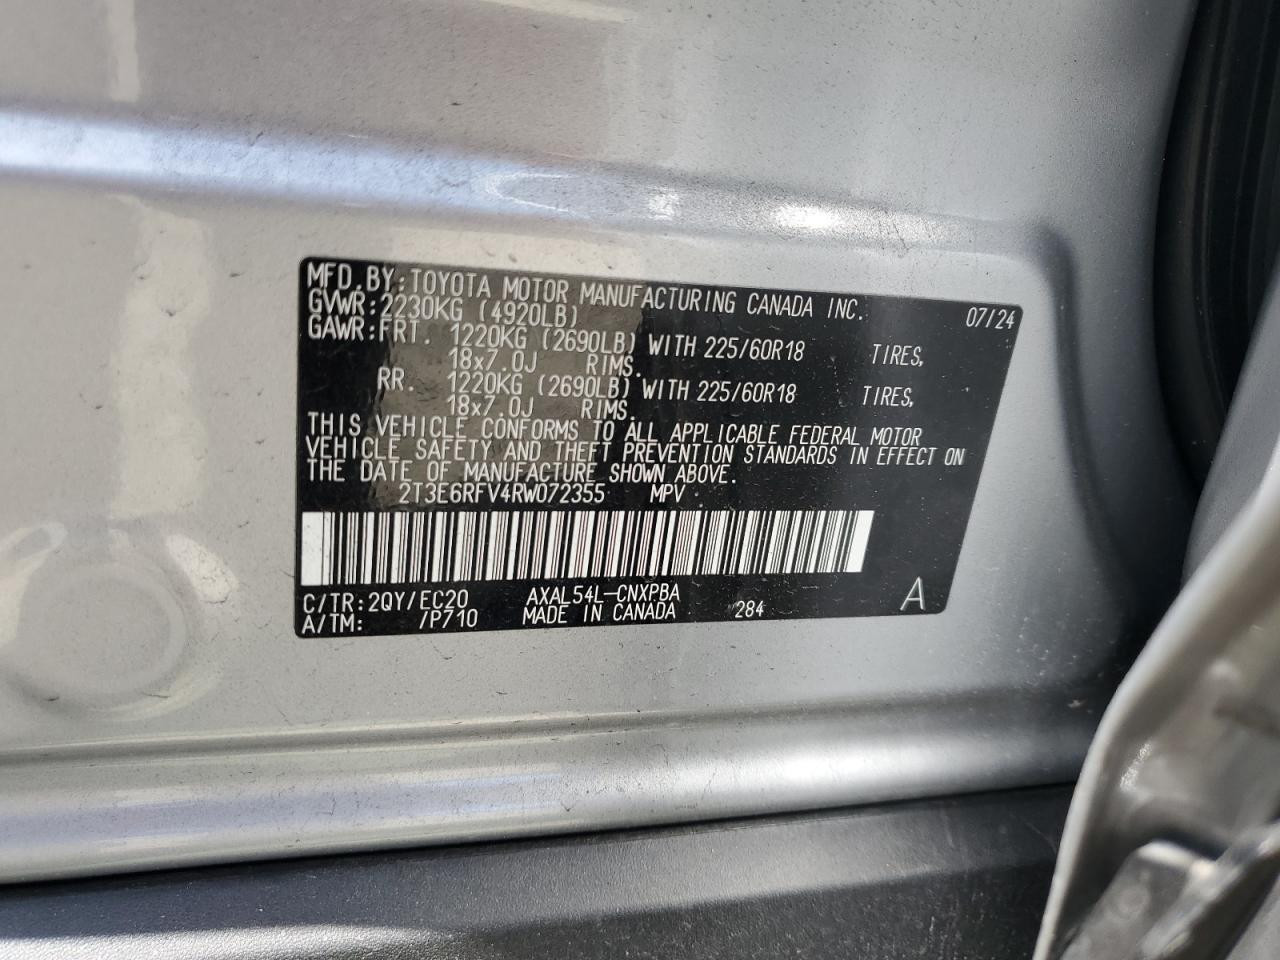 MFD. BY: TOYOTA MOTOR MANUFACTURING CANADA INC. 07/24
GVWR: 2230KG (4920LB)
GAWR: FRT. 1220KG (2690LB) WITH 225/60R18 TIRES,
18x7.0J RIMS.
RR. 1220KG (2690LB) WITH 225/60R18 TIRES,
18x7.0J RIMS.
THIS VEHICLE CONFORMS TO ALL APPLICABLE FEDERAL MOTOR
VEHICLE SAFETY AND THEFT PREVENTION STANDARDS IN EFFECT ON
THE DATE OF MANUFACTURE SHOWN ABOVE.
2T3E6RFV4RW072355 MPV
C/TR: 2QY/EC20 AXAL54L-CNXPBA
A/TM: /P710 MADE IN CANADA 284 A